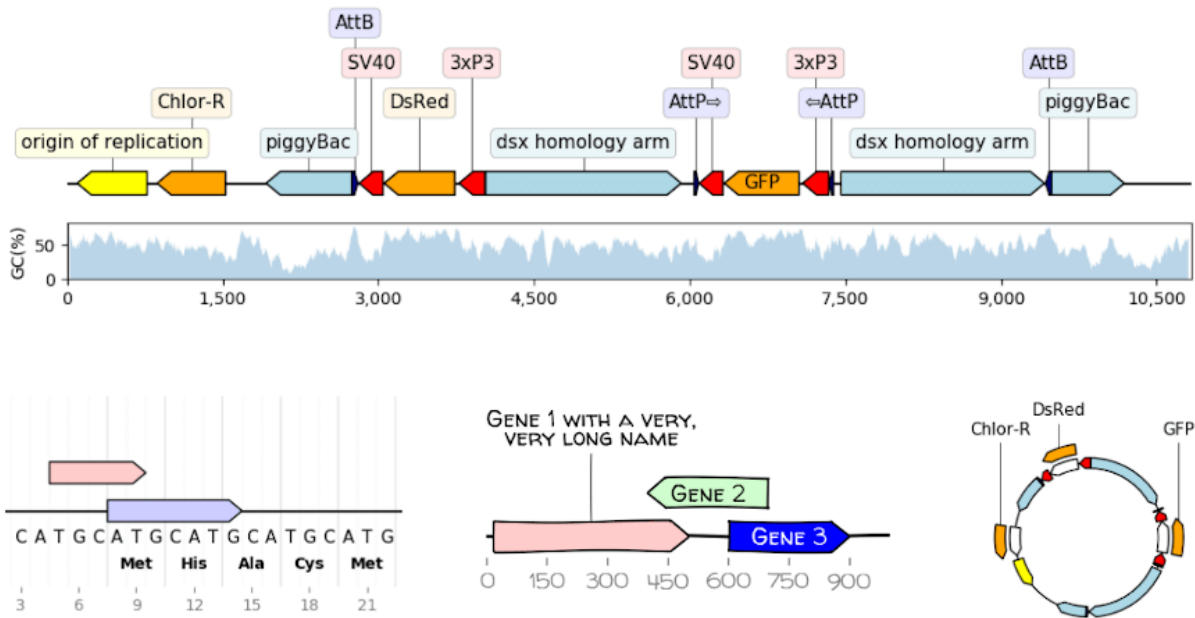 AttB
SV40 3xP3 SV40 3xP3 AttB
Chlor-R DsRed AttP⇨ ⇦AttP piggyBac
origin of replication piggyBac dsx homology arm dsx homology arm
GFP
GC(%)
50
0
0 1,500 3,000 4,500 6,000 7,500 9,000 10,500
GENE 1 WITH A VERY,
VERY LONG NAME
GENE 2
GENE 3
0 150 300 450 600 750 900
C A T G C A T G C A T G C A T G C A T G
Met His Ala Cys Met
3 6 9 12 15 18 21
DsRed
Chlor-R GFP